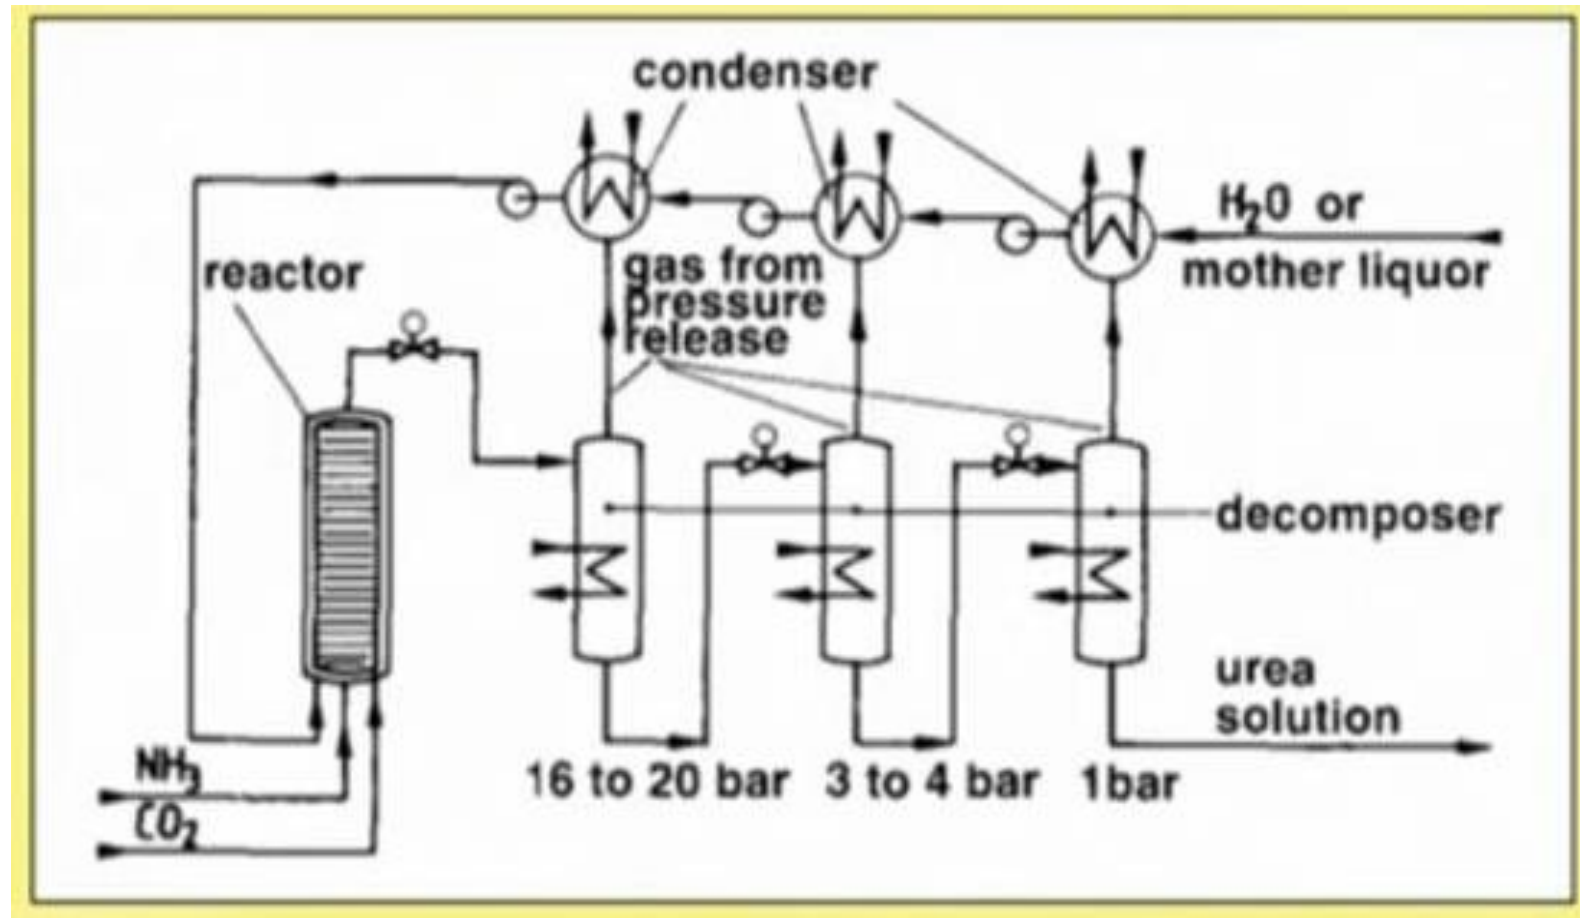 condenser
H₂O or
mother liquor
reactor
gas from
pressure
release
decomposer
urea
solution
NH₃
CO₂
16 to 20 bar
3 to 4 bar
1bar